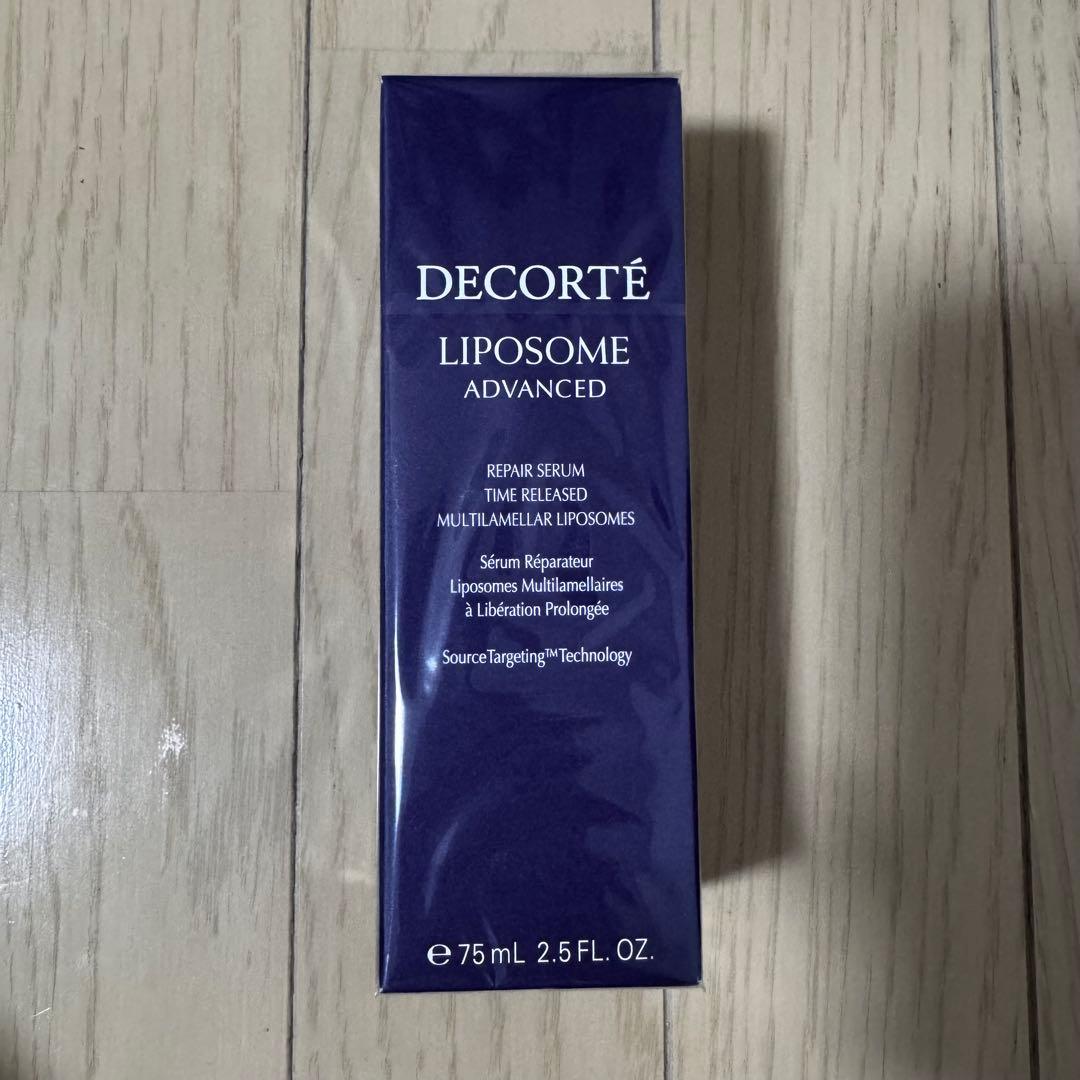 DECORTÉ
LIPOSOME
ADVANCED
REPAIR SERUM
TIME RELEASED
MULTILAMELLAR LIPOSOMES
Sérum Réparateur
Liposomes Multilamellaires
à Libération Prolongée
SourceTargeting™Technology
℮ 75 mL 2.5 FL. OZ.